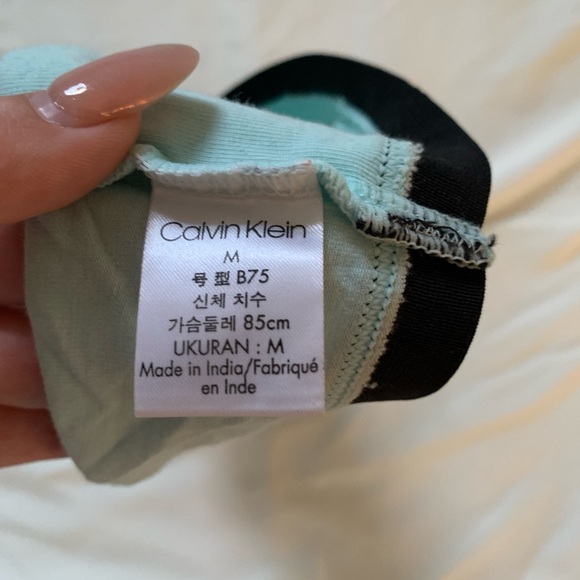 Calvin Klein
M
号 型 B75
신체 치수
가슴둘레 85cm
UKURAN : M
Made in India/Fabriqué
en Inde